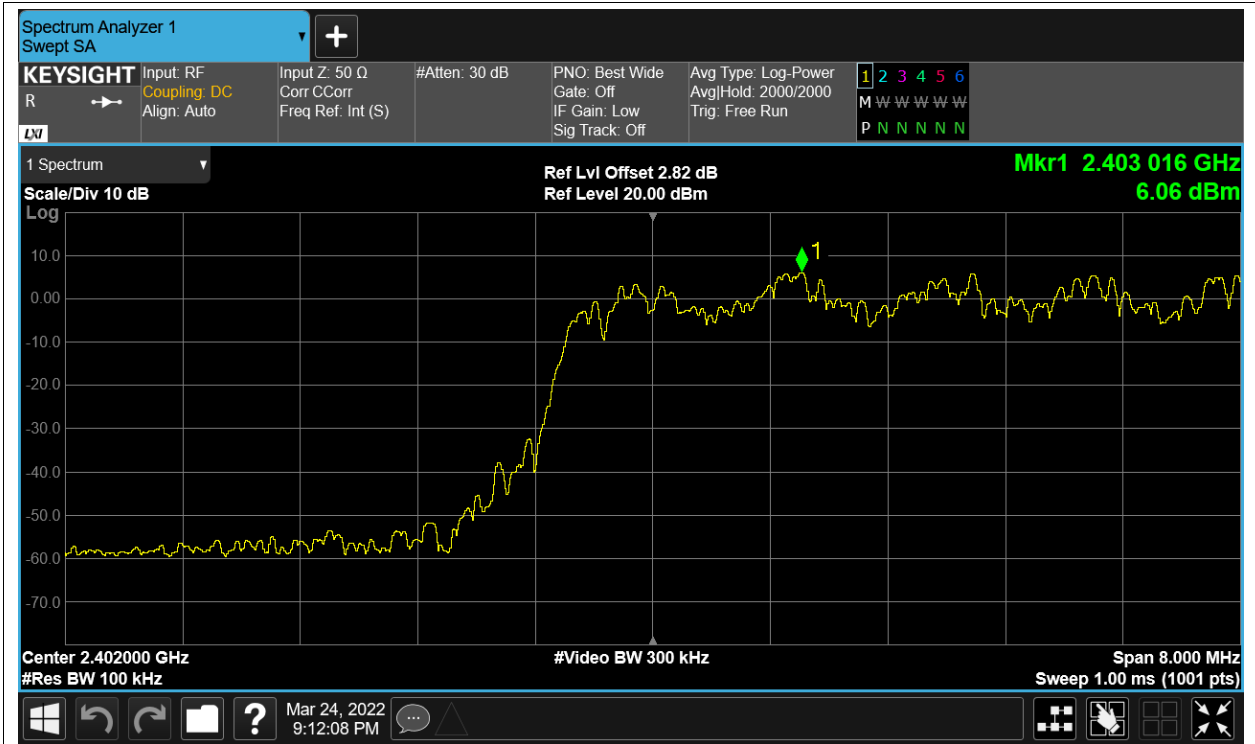 Spectrum Analyzer 1
Swept SA
KEYSIGHT
R
LXI
Input: RF
Coupling: DC
Align: Auto
Input Z: 50 Ω
Corr CCorr
Freq Ref: Int (S)
#Atten: 30 dB
PNO: Best Wide
Gate: Off
IF Gain: Low
Sig Track: Off
Avg Type: Log-Power
Avg|Hold: 2000/2000
Trig: Free Run
1 2 3 4 5 6
M W W W W W
P N N N N N
1 Spectrum
Scale/Div 10 dB
Log
Ref Lvl Offset 2.82 dB
Ref Level 20.00 dBm
Mkr1 2.403 016 GHz
6.06 dBm
1
10.0
0.00
-10.0
-20.0
-30.0
-40.0
-50.0
-60.0
-70.0
Center 2.402000 GHz
#Res BW 100 kHz
#Video BW 300 kHz
Span 8.000 MHz
Sweep 1.00 ms (1001 pts)
?
Mar 24, 2022
9:12:08 PM